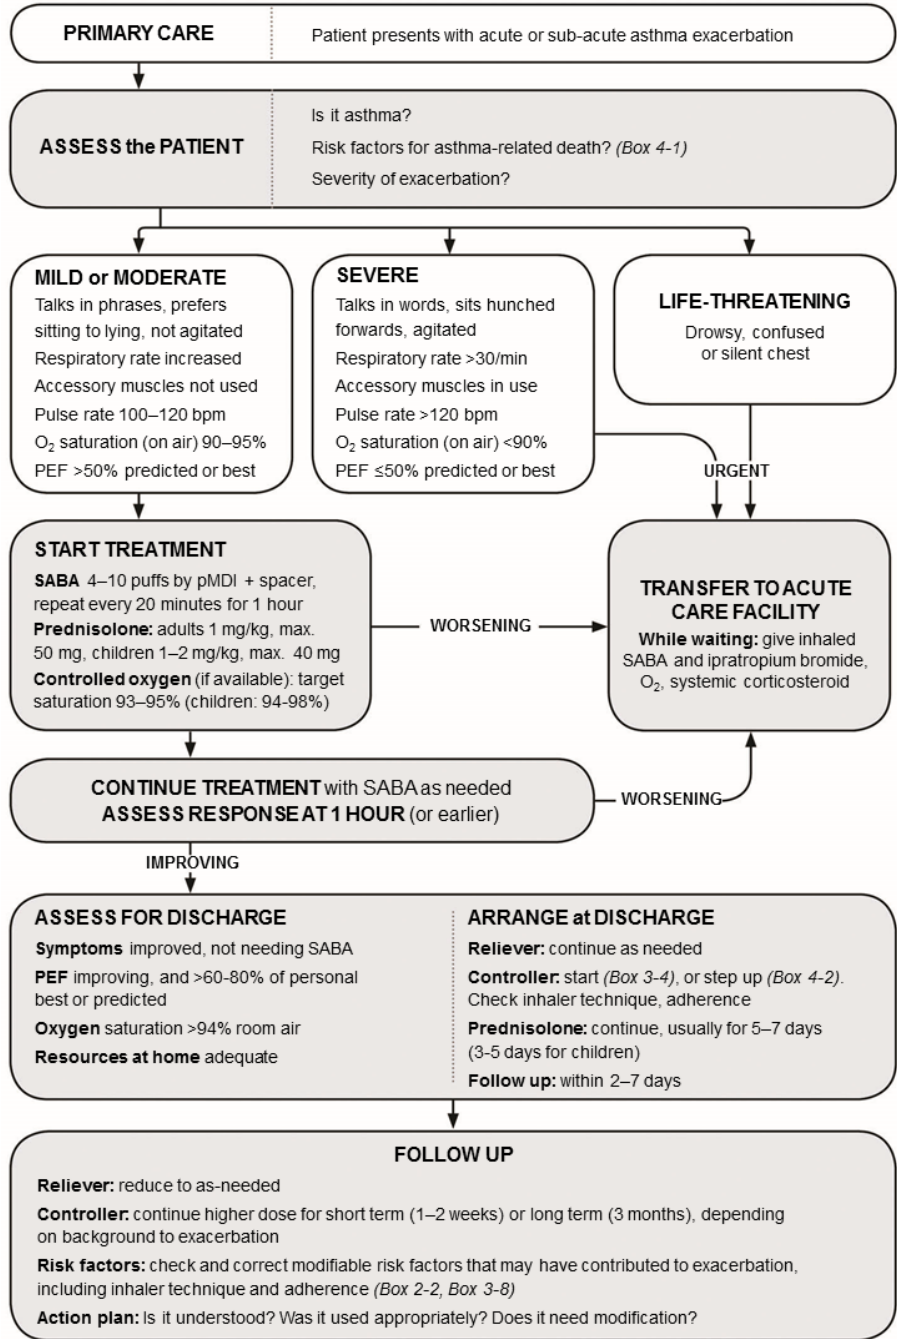 PRIMARY CARE
Patient presents with acute or sub-acute asthma exacerbation
ASSESS the PATIENT
Is it asthma?
Risk factors for asthma-related death? (Box 4-1)
Severity of exacerbation?
MILD or MODERATE
Talks in phrases, prefers
sitting to lying, not agitated
Respiratory rate increased
Accessory muscles not used
Pulse rate 100–120 bpm
O₂ saturation (on air) 90–95%
PEF >50% predicted or best
SEVERE
Talks in words, sits hunched
forwards, agitated
Respiratory rate >30/min
Accessory muscles in use
Pulse rate >120 bpm
O₂ saturation (on air) <90%
PEF ≤50% predicted or best
LIFE-THREATENING
Drowsy, confused
or silent chest
URGENT
START TREATMENT
SABA 4–10 puffs by pMDI + spacer,
repeat every 20 minutes for 1 hour
Prednisolone: adults 1 mg/kg, max.
50 mg, children 1–2 mg/kg, max. 40 mg
Controlled oxygen (if available): target
saturation 93–95% (children: 94-98%)
WORSENING
TRANSFER TO ACUTE
CARE FACILITY
While waiting: give inhaled
SABA and ipratropium bromide,
O₂, systemic corticosteroid
CONTINUE TREATMENT with SABA as needed
ASSESS RESPONSE AT 1 HOUR (or earlier)
WORSENING
IMPROVING
ASSESS FOR DISCHARGE
Symptoms improved, not needing SABA
PEF improving, and >60-80% of personal
best or predicted
Oxygen saturation >94% room air
Resources at home adequate
ARRANGE at DISCHARGE
Reliever: continue as needed
Controller: start (Box 3-4), or step up (Box 4-2).
Check inhaler technique, adherence
Prednisolone: continue, usually for 5–7 days
(3-5 days for children)
Follow up: within 2–7 days
FOLLOW UP
Reliever: reduce to as-needed
Controller: continue higher dose for short term (1–2 weeks) or long term (3 months), depending
on background to exacerbation
Risk factors: check and correct modifiable risk factors that may have contributed to exacerbation,
including inhaler technique and adherence (Box 2-2, Box 3-8)
Action plan: Is it understood? Was it used appropriately? Does it need modification?